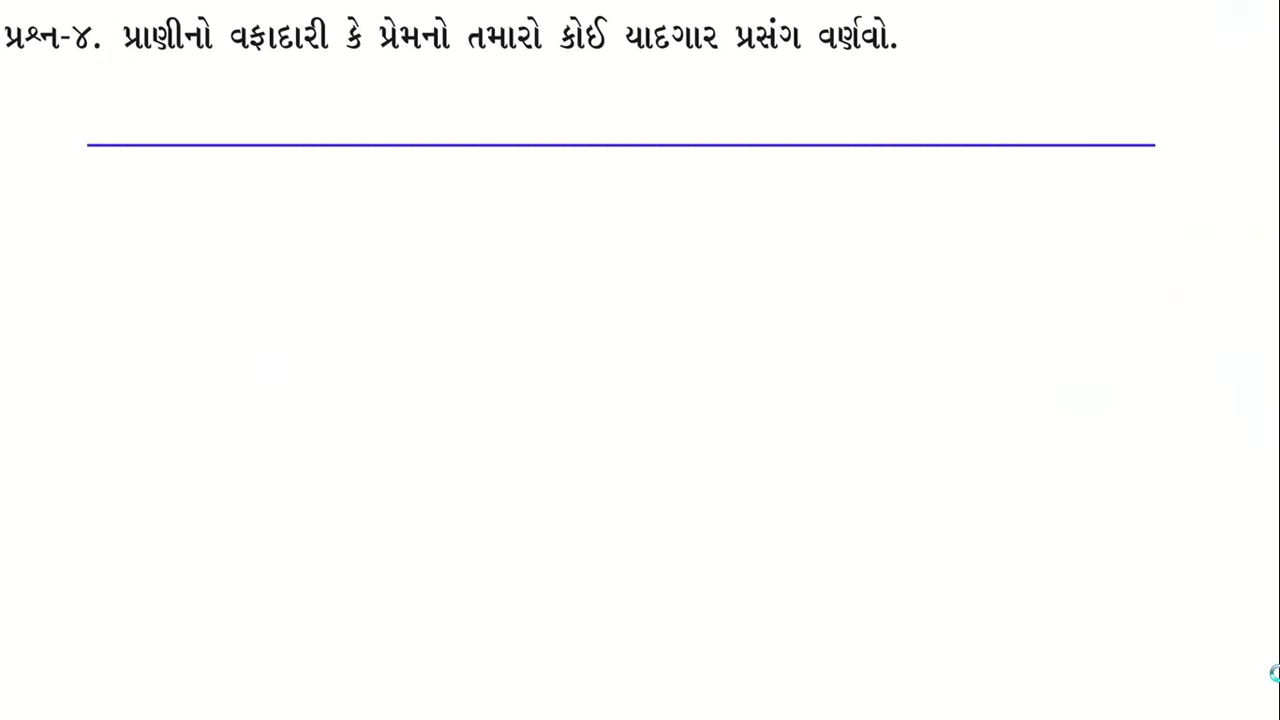 પ્રશ્ન-૪. પ્રાણીનો વફાદારી કે પ્રેમનો તમારો કોઈ યાદગાર પ્રસંગ વર્ણવો.